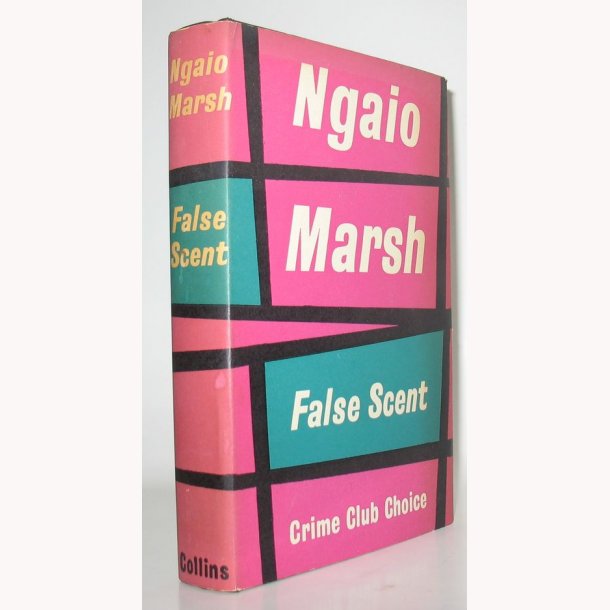 Ngaio
Marsh
False
Scent
Collins
Ngaio
Marsh
False Scent
Crime Club Choice